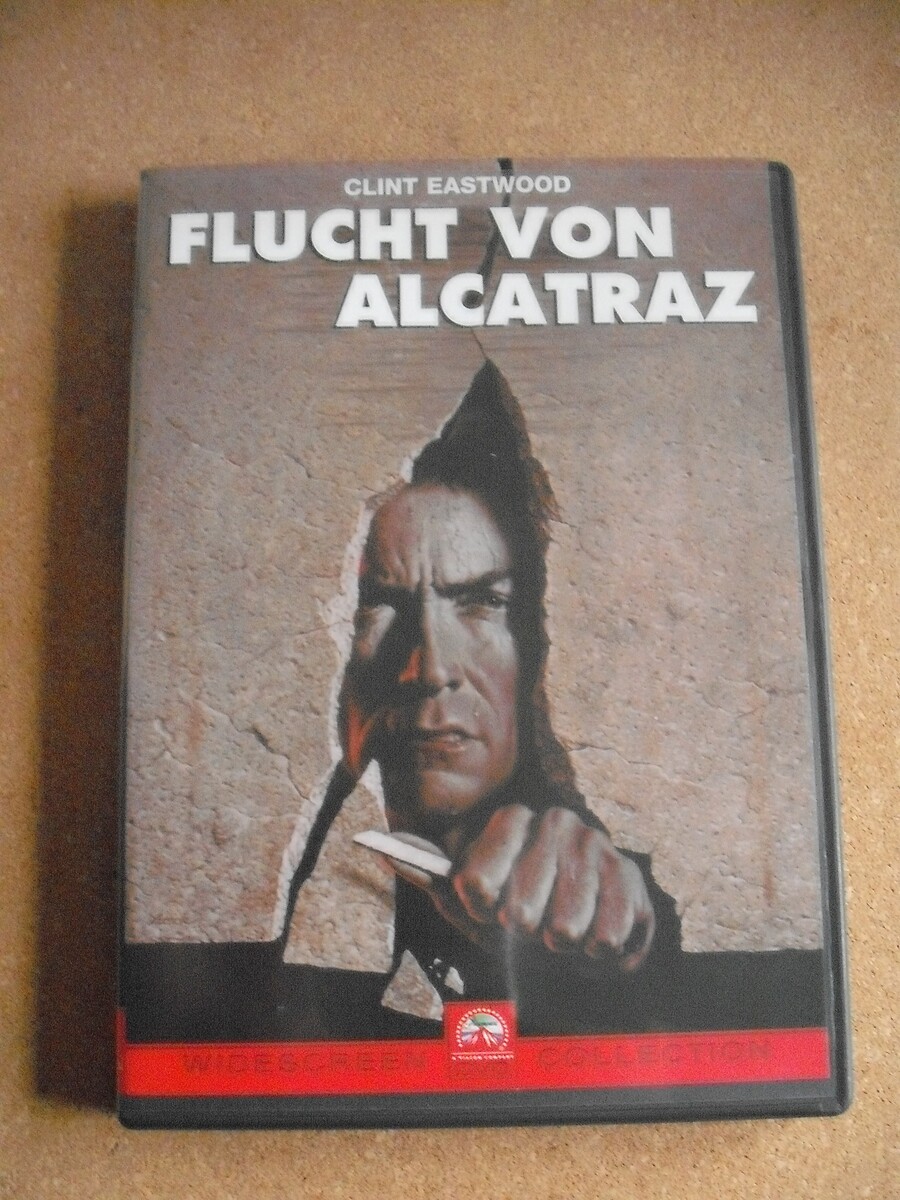 CLINT EASTWOOD
FLUCHT VON
ALCATRAZ
WIDESCREEN COLLECTION